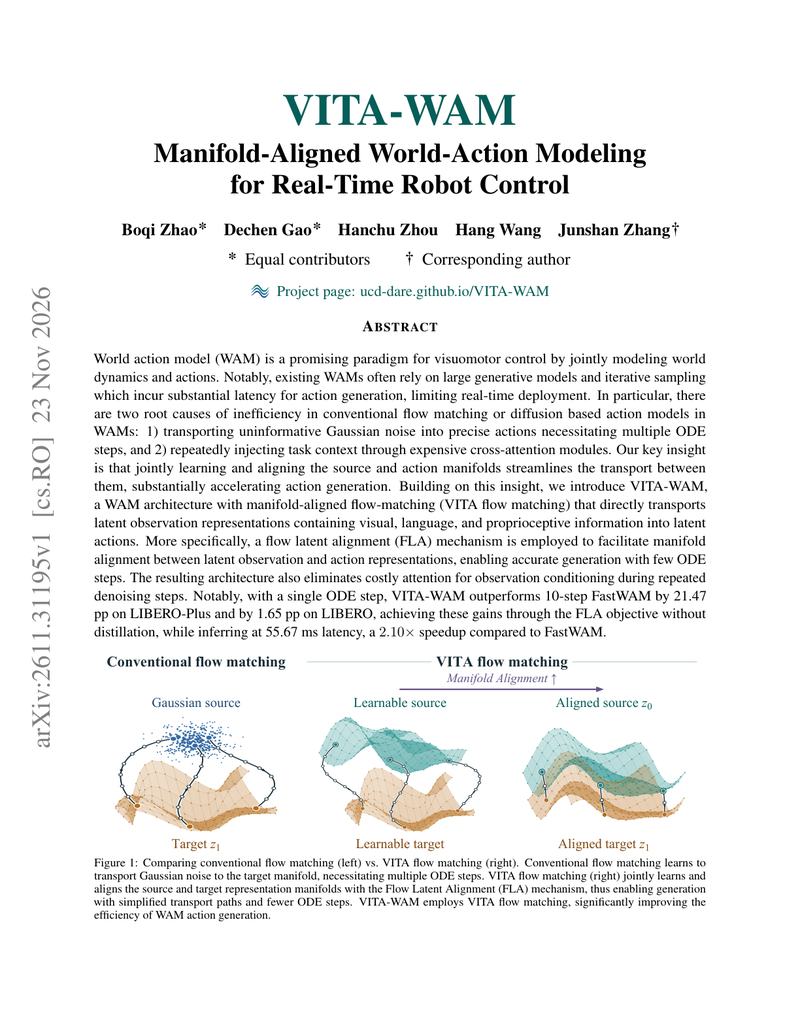 VITA-WAM
Manifold-Aligned World-Action Modeling
for Real-Time Robot Control
Boqi Zhao* Dechen Gao* Hanchu Zhou Hang Wang Junshan Zhang†
* Equal contributors † Corresponding author
Project page: ucd-dare.github.io/VITA-WAM
ABSTRACT
World action model (WAM) is a promising paradigm for visuomotor control by jointly modeling world
dynamics and actions. Notably, existing WAMs often rely on large generative models and iterative sampling
which incur substantial latency for action generation, limiting real-time deployment. In particular, there
are two root causes of inefficiency in conventional flow matching or diffusion based action models in
WAMs: 1) transporting uninformative Gaussian noise into precise actions necessitating multiple ODE
steps, and 2) repeatedly injecting task context through expensive cross-attention modules. Our key insight
is that jointly learning and aligning the source and action manifolds streamlines the transport between
them, substantially accelerating action generation. Building on this insight, we introduce VITA-WAM,
a WAM architecture with manifold-aligned flow-matching (VITA flow matching) that directly transports
latent observation representations containing visual, language, and proprioceptive information into latent
actions. More specifically, a flow latent alignment (FLA) mechanism is employed to facilitate manifold
alignment between latent observation and action representations, enabling accurate generation with few ODE
steps. The resulting architecture also eliminates costly attention for observation conditioning during repeated
denoising steps. Notably, with a single ODE step, VITA-WAM outperforms 10-step FastWAM by 21.47
pp on LIBERO-Plus and by 1.65 pp on LIBERO, achieving these gains through the FLA objective without
distillation, while inferring at 55.67 ms latency, a 2.10× speedup compared to FastWAM.
Conventional flow matching
VITA flow matching
Manifold Alignment ↑
Gaussian source
Learnable source
Aligned source z0
Target z1
Learnable target
Aligned target z1
Figure 1: Comparing conventional flow matching (left) vs. VITA flow matching (right). Conventional flow matching learns to
transport Gaussian noise to the target manifold, necessitating multiple ODE steps. VITA flow matching (right) jointly learns and
aligns the source and target representation manifolds with the Flow Latent Alignment (FLA) mechanism, thus enabling generation
with simplified transport paths and fewer ODE steps. VITA-WAM employs VITA flow matching, significantly improving the
efficiency of WAM action generation.
arXiv:2611.31195v1 [cs.RO] 23 Nov 2026